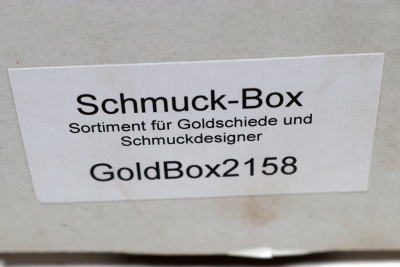 Schmuck-Box
Sortiment für Goldschiede und
Schmuckdesigner
GoldBox2158